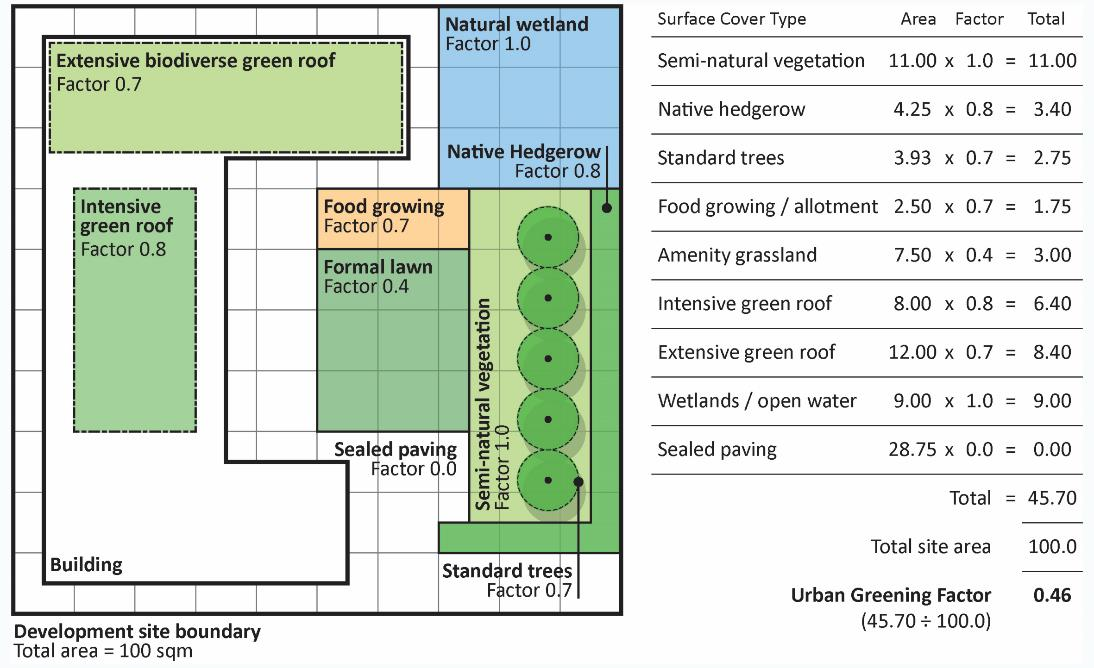 Natural wetland
Factor 1.0
Extensive biodiverse green roof
Factor 0.7
Native Hedgerow
Factor 0.8
Intensive
green roof
Factor 0.8
Food growing
Factor 0.7
Formal lawn
Factor 0.4
Semi-natural vegetation
Factor 1.0
Sealed paving
Factor 0.0
Building
Standard trees
Factor 0.7
Development site boundary
Total area = 100 sqm
Surface Cover Type Area Factor Total
Semi-natural vegetation 11.00 x 1.0 = 11.00
Native hedgerow 4.25 x 0.8 = 3.40
Standard trees 3.93 x 0.7 = 2.75
Food growing / allotment 2.50 x 0.7 = 1.75
Amenity grassland 7.50 x 0.4 = 3.00
Intensive green roof 8.00 x 0.8 = 6.40
Extensive green roof 12.00 x 0.7 = 8.40
Wetlands / open water 9.00 x 1.0 = 9.00
Sealed paving 28.75 x 0.0 = 0.00
Total = 45.70
Total site area 100.0
Urban Greening Factor 0.46
(45.70 ÷ 100.0)